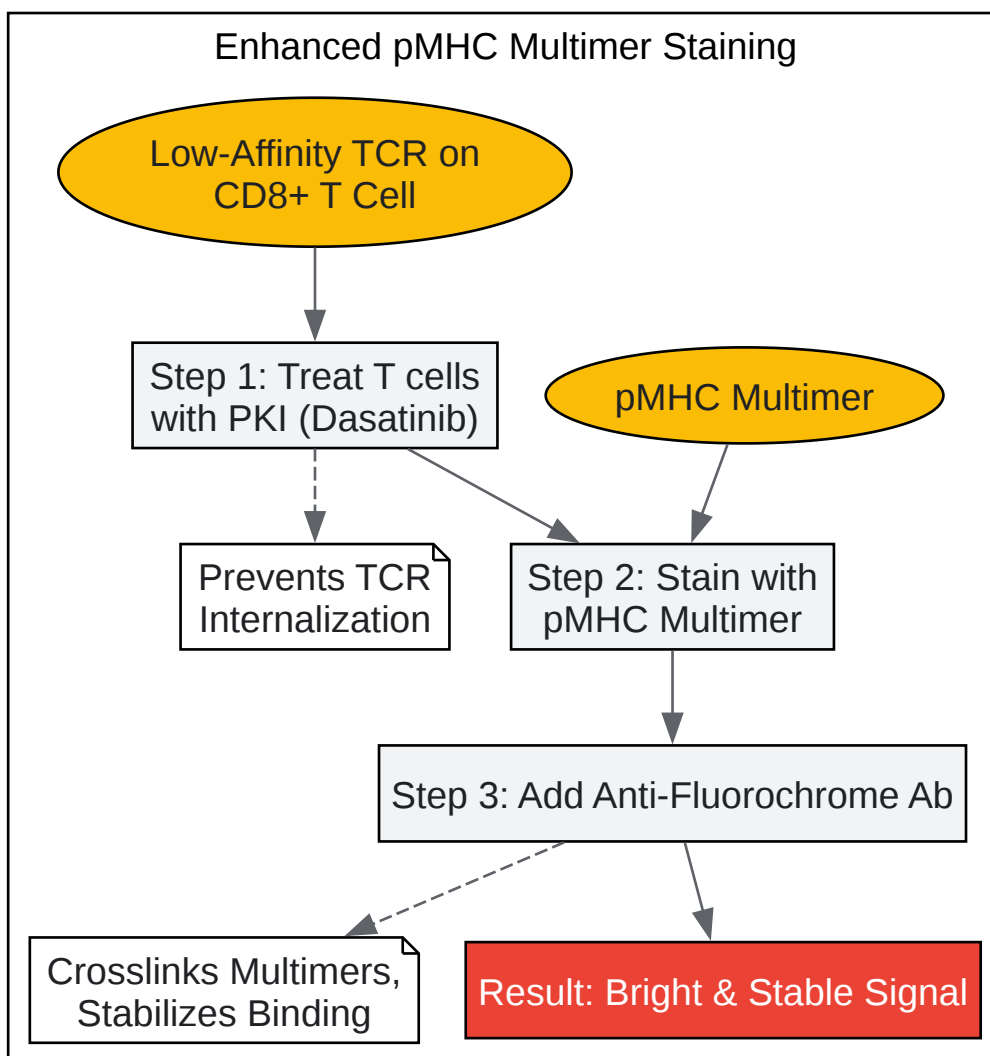 Enhanced pMHC Multimer Staining
Low-Affinity TCR on
CD8+ T Cell
Step 1: Treat T cells
with PKI (Dasatinib)
pMHC Multimer
Prevents TCR
Internalization
Step 2: Stain with
pMHC Multimer
Step 3: Add Anti-Fluorochrome Ab
Crosslinks Multimers,
Stabilizes Binding
Result: Bright & Stable Signal